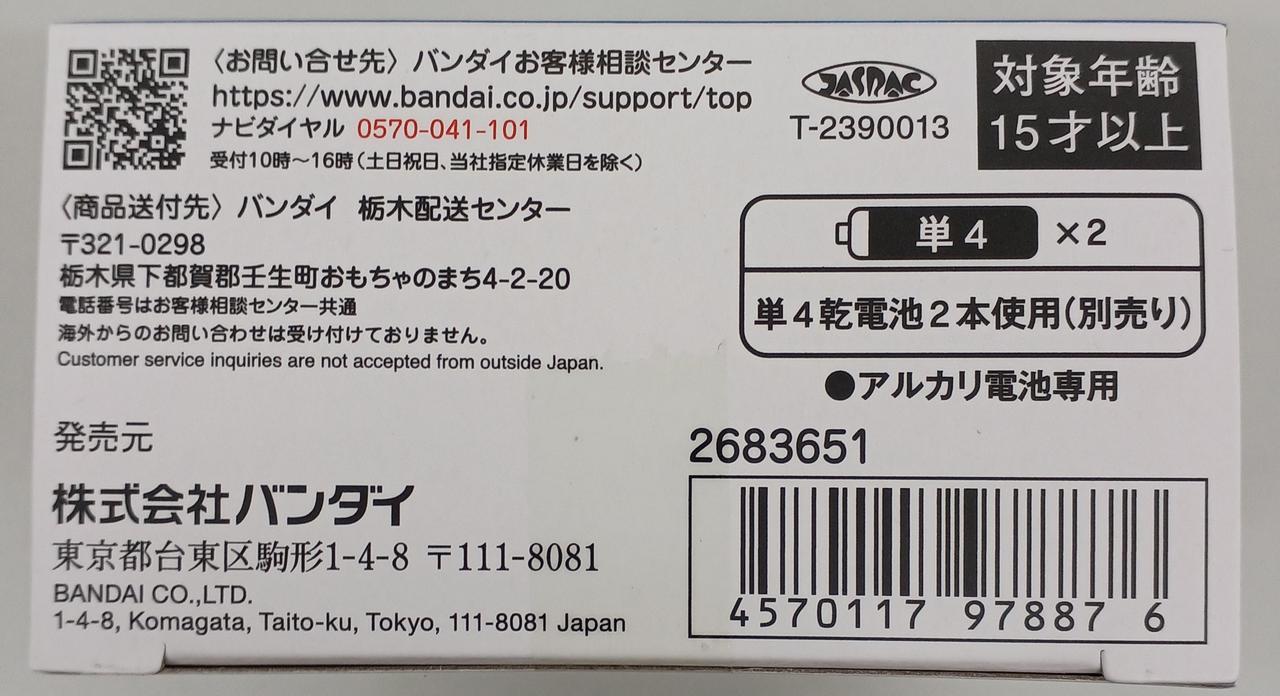 〈お問い合せ先〉バンダイお客様相談センター
https://www.bandai.co.jp/support/top
ナビダイヤル 0570-041-101
受付10時～16時(土日祝日、当社指定休業日を除く)
JASRAC
T-2390013
対象年齢
15才以上
〈商品送付先〉バンダイ 栃木配送センター
〒321-0298
栃木県下都賀郡壬生町おもちゃのまち4-2-20
電話番号はお客様相談センター共通
海外からのお問い合わせは受け付けておりません。
Customer service inquiries are not accepted from outside Japan.
単4 ×2
単4乾電池2本使用(別売り)
●アルカリ電池専用
発売元
株式会社バンダイ
東京都台東区駒形1-4-8 〒111-8081
BANDAI CO.,LTD.
1-4-8, Komagata, Taito-ku, Tokyo, 111-8081 Japan
2683651
4570117 97887 6